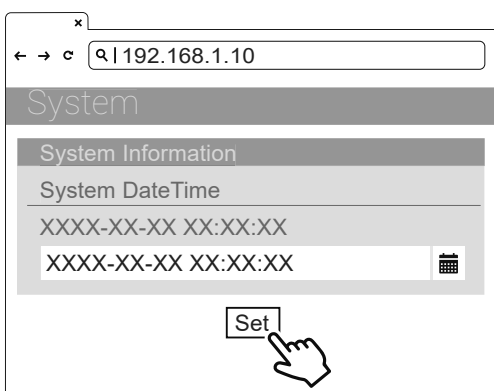 192.168.1.10
System
System Information
System DateTime
XXXX-XX-XX XX:XX:XX
XXXX-XX-XX XX:XX:XX
Set